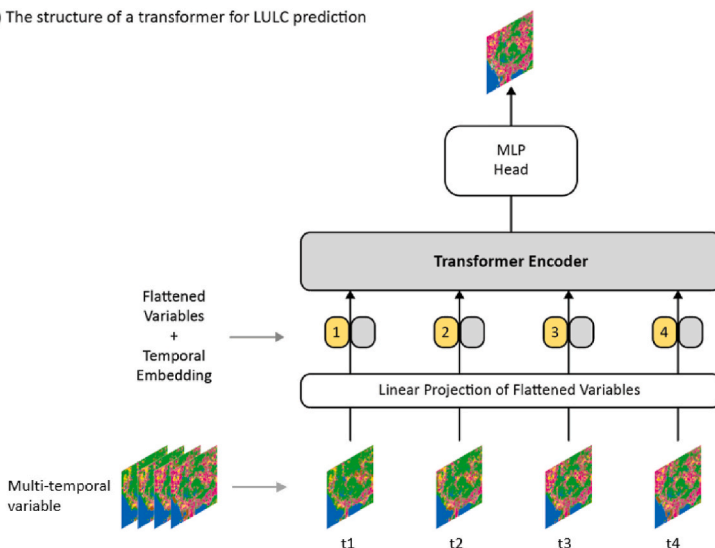 ) The structure of a transformer for LULC prediction
MLP
Head
Transformer Encoder
Flattened
Variables
+
Temporal
Embedding
1
2
3
4
Linear Projection of Flattened Variables
Multi-temporal
variable
t1
t2
t3
t4